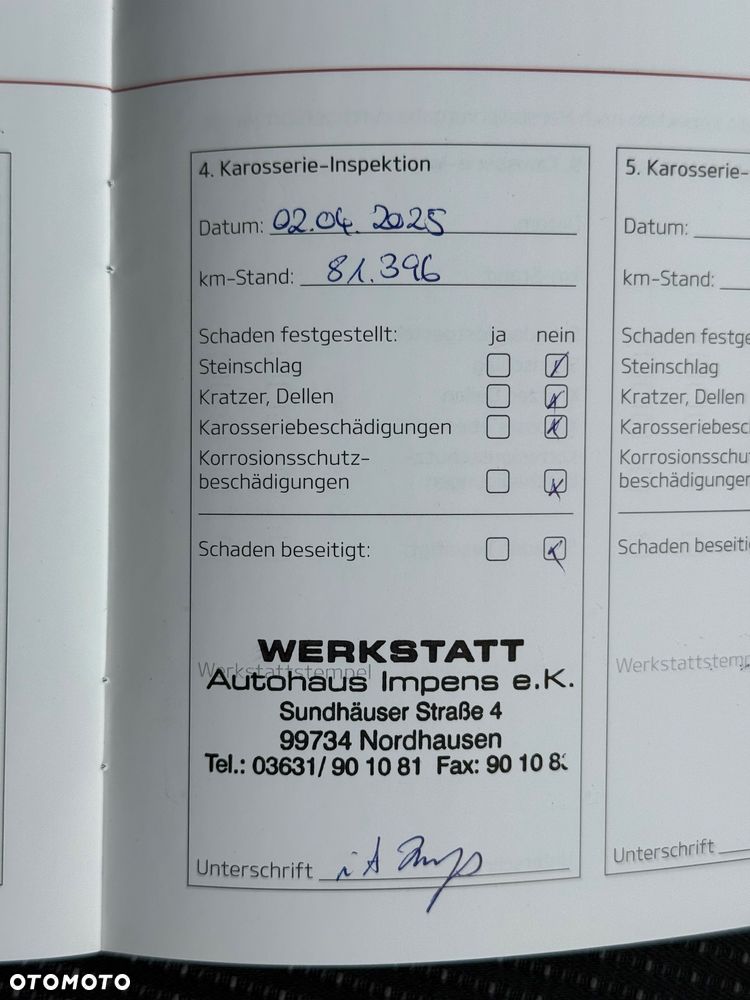 4. Karosserie-Inspektion
Datum: 02.04.2025
km-Stand: 81.396
Schaden festgestellt: ja nein
Steinschlag
Kratzer, Dellen
Karosseriebeschädigungen
Korrosionsschutz-
beschädigungen
Schaden beseitigt:
WERKSTATT
Werkstattstempel
Autohaus Impens e.K.
Sundhäuser Straße 4
99734 Nordhausen
Tel.: 03631/ 90 10 81 Fax: 90 10
Unterschrift
5. Karosserie-
Datum:
km-Stand:
Schaden festge
Steinschlag
Kratzer, Dellen
Karosseriebesc
Korrosionsschu
beschädigungen
Schaden beseiti
Werkstattstemp
Unterschrift
OTOMOTO